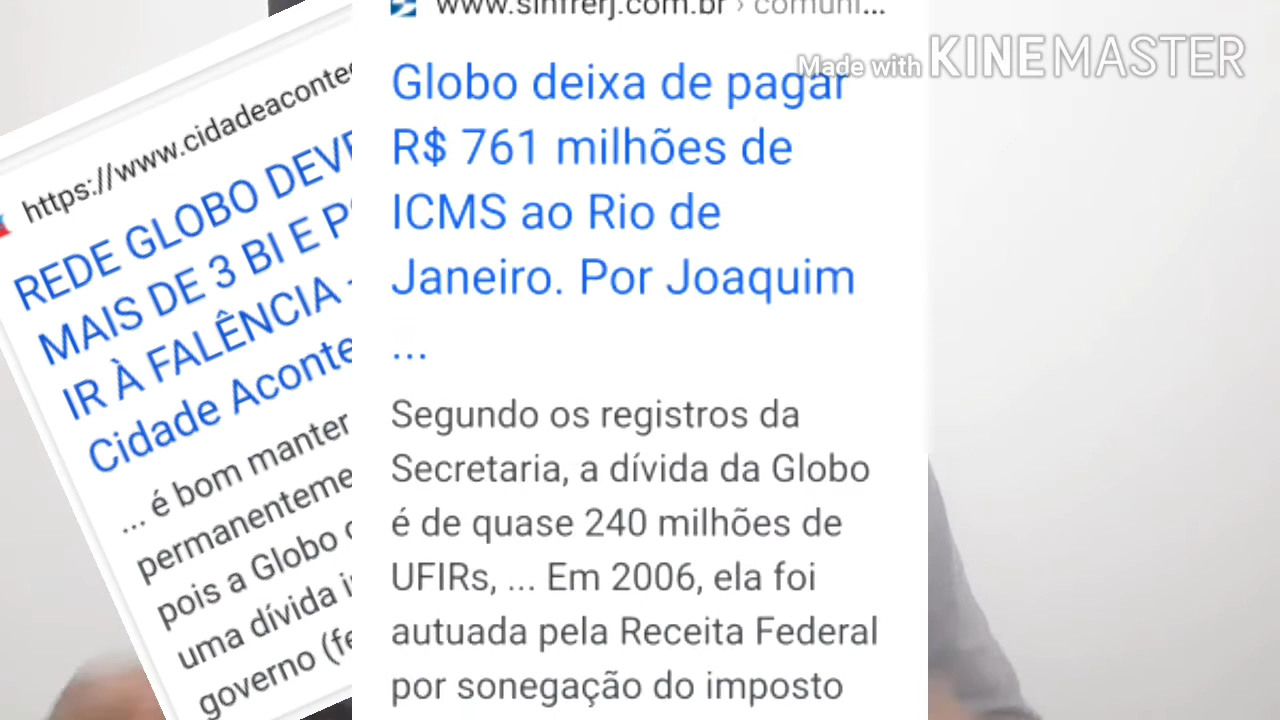 www.sinfrerj.com.br › comuni...
Made with KINEMASTER
Globo deixa de pagar
R$ 761 milhões de
ICMS ao Rio de
Janeiro. Por Joaquim
...
Segundo os registros da
Secretaria, a dívida da Globo
é de quase 240 milhões de
UFIRs, ... Em 2006, ela foi
autuada pela Receita Federal
por sonegação do imposto
https://www.cidadeacontec
REDE GLOBO DEVE
MAIS DE 3 BI E
IR À FALÊNCIA -
Cidade Aconte
... é bom manter
permanenteme
pois a Globo
uma dívida
governo (fe